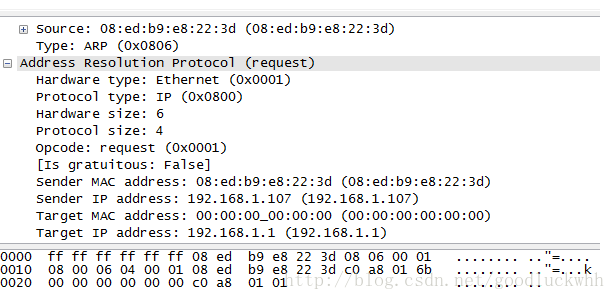 Source: 08:ed:b9:e8:22:3d (08:ed:b9:e8:22:3d)
Type: ARP (0x0806)
Address Resolution Protocol (request)
Hardware type: Ethernet (0x0001)
Protocol type: IP (0x0800)
Hardware size: 6
Protocol size: 4
Opcode: request (0x0001)
[Is gratuitous: False]
Sender MAC address: 08:ed:b9:e8:22:3d (08:ed:b9:e8:22:3d)
Sender IP address: 192.168.1.107 (192.168.1.107)
Target MAC address: 00:00:00_00:00:00 (00:00:00:00:00:00)
Target IP address: 192.168.1.1 (192.168.1.1)
0000 ff ff ff ff ff ff 08 ed b9 e8 22 3d 08 06 00 01 ........ .."=....
0010 08 00 06 04 00 01 08 ed b9 e8 22 3d c0 a8 01 6b ........ .."=...k
0020 00 00 00 00 00 00 c0 a8 01 01 ........ ..
http://blog.csdn.net/goodluckwhh